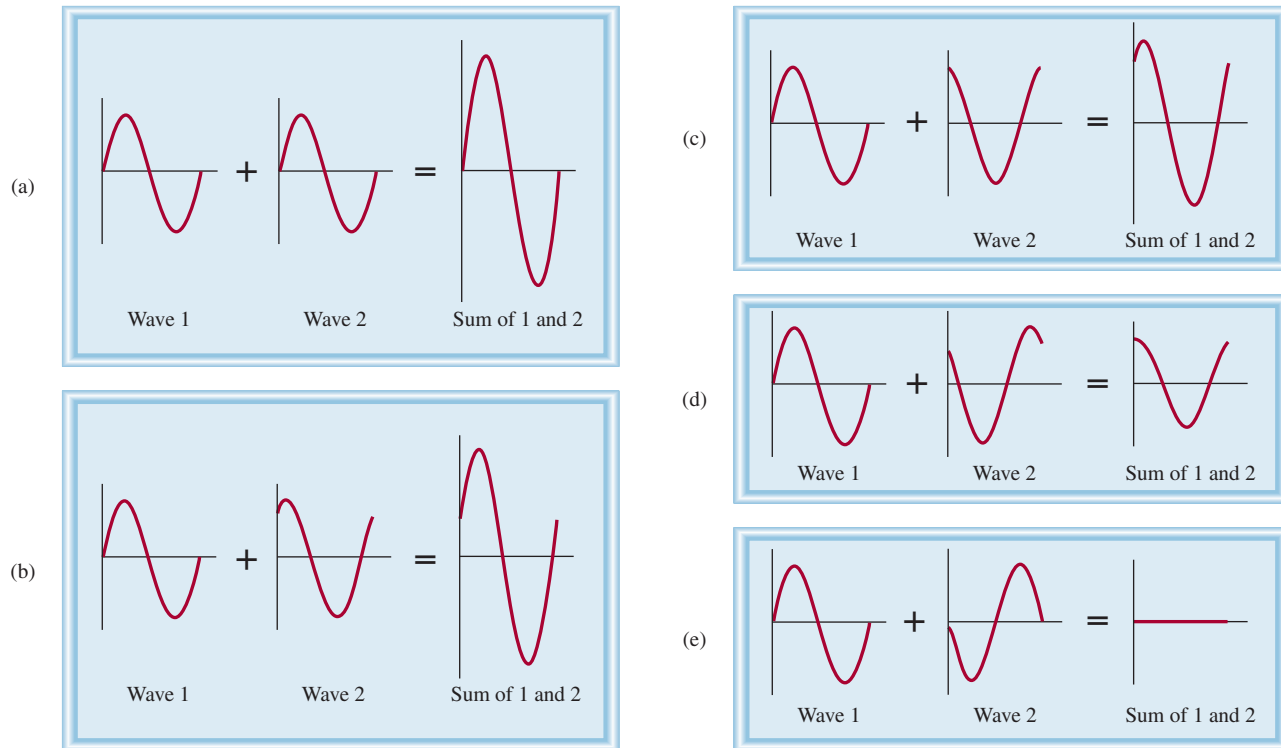 (a)
+
=
Wave 1
Wave 2
Sum of 1 and 2
(b)
+
=
Wave 1
Wave 2
Sum of 1 and 2
(c)
+
=
Wave 1
Wave 2
Sum of 1 and 2
(d)
+
=
Wave 1
Wave 2
Sum of 1 and 2
(e)
+
=
Wave 1
Wave 2
Sum of 1 and 2